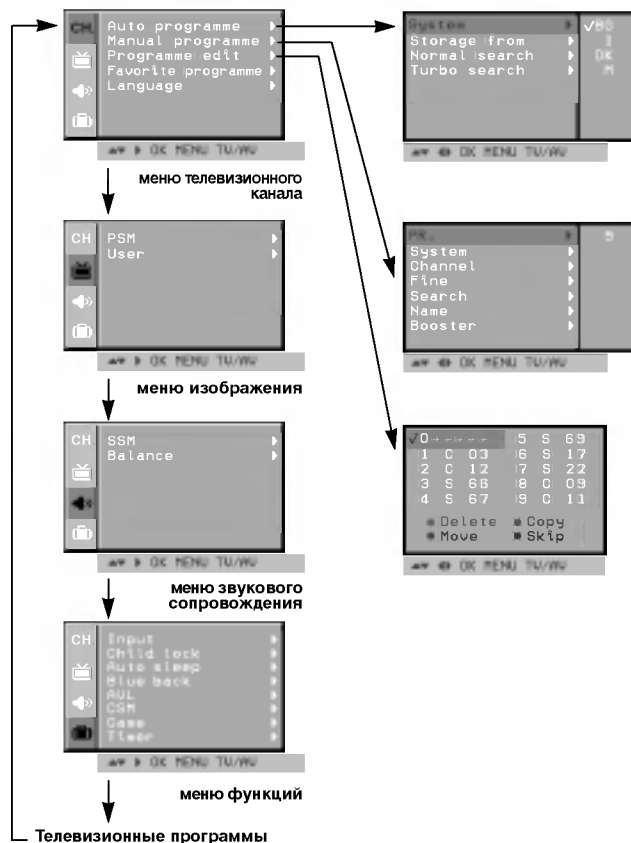 CH
Auto programme
Manual programme
Programme edit
Favorite programme
Language
OK MENU TV/AV
меню телевизионного
канала
System
Storage from
Normal search
Turbo search
√BG
I
DK
M
OK MENU TV/AV
CH
PSM
User
OK MENU TV/AV
меню изображения
PR.
System
Channel
Fine
Search
Name
Booster
5
OK MENU TV/AV
CH
SSM
Balance
OK MENU TV/AV
меню звукового
сопровождения
√0 - - - - - 5 S 69
1 C 03 6 S 17
2 C 12 7 S 22
3 S 66 8 C 09
4 S 67 9 C 11
Delete Copy
Move Skip
OK MENU TV/AV
CH
Input
Child lock
Auto sleep
Blue back
AVL
CSM
Game
Timer
OK MENU TV/AV
меню функций
Телевизионные программы